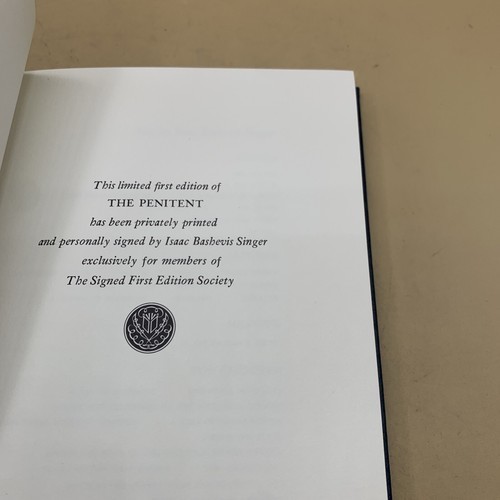 This limited first edition of
THE PENITENT
has been privately printed
and personally signed by Isaac Bashevis Singer
exclusively for members of
The Signed First Edition Society